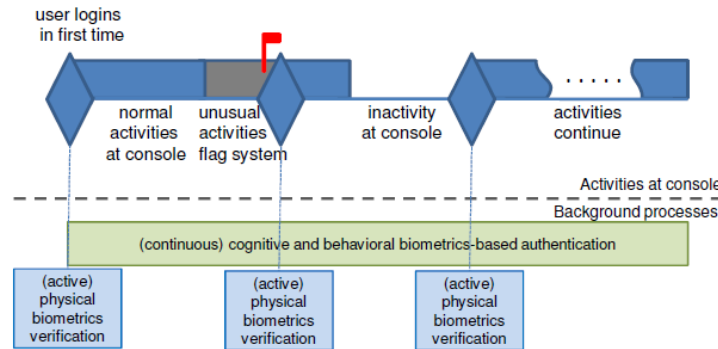 user logins
in first time
normal
activities
at console
unusual
activities
flag system
inactivity
at console
. . . . .
activities
continue
Activities at console
Background processes
(continuous) cognitive and behavioral biometrics-based authentication
(active)
physical
biometrics
verification
(active)
physical
biometrics
verification
(active)
physical
biometrics
verification